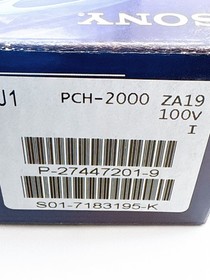 SONY
J1 PCH-2000 ZA19
100V
I
P-27447201-9
S01-7183195-K